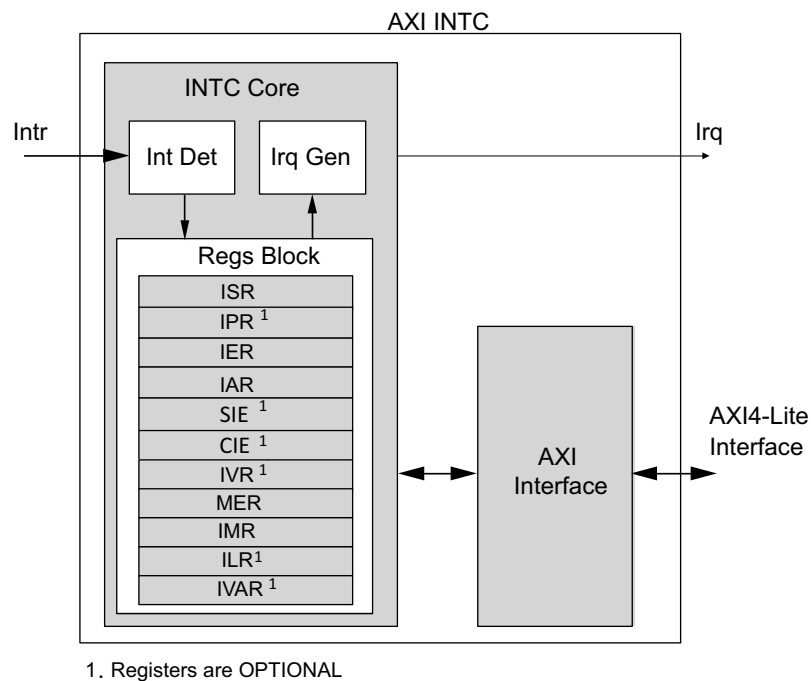 AXI INTC
INTC Core
Intr
Irq
Int Det
Irq Gen
Regs Block
ISR
IPR 1
IER
IAR
SIE 1
CIE 1
IVR 1
MER
IMR
ILR1
IVAR 1
AXI
Interface
AXI4-Lite
Interface
1. Registers are OPTIONAL